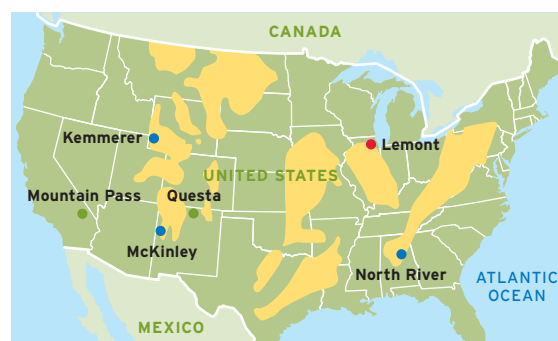 CANADA
Kemmerer
Lemont
UNITED STATES
Mountain Pass
Questa
McKinley
North River
ATLANTIC
OCEAN
MEXICO